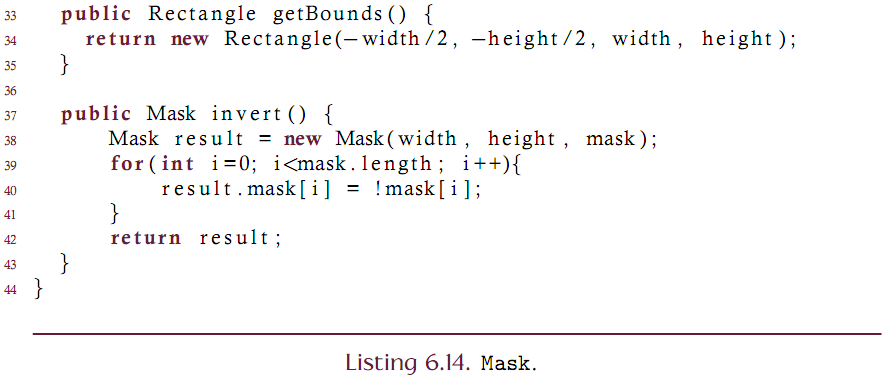 33 public Rectangle getBounds() {
34 return new Rectangle(−width/2, −height/2, width, height);
35 }
36
37 public Mask invert() {
38 Mask result = new Mask(width, height, mask);
39 for(int i=0; i<mask.length; i++){
40 result.mask[i] = !mask[i];
41 }
42 return result;
43 }
44 }
Listing 6.14. Mask.